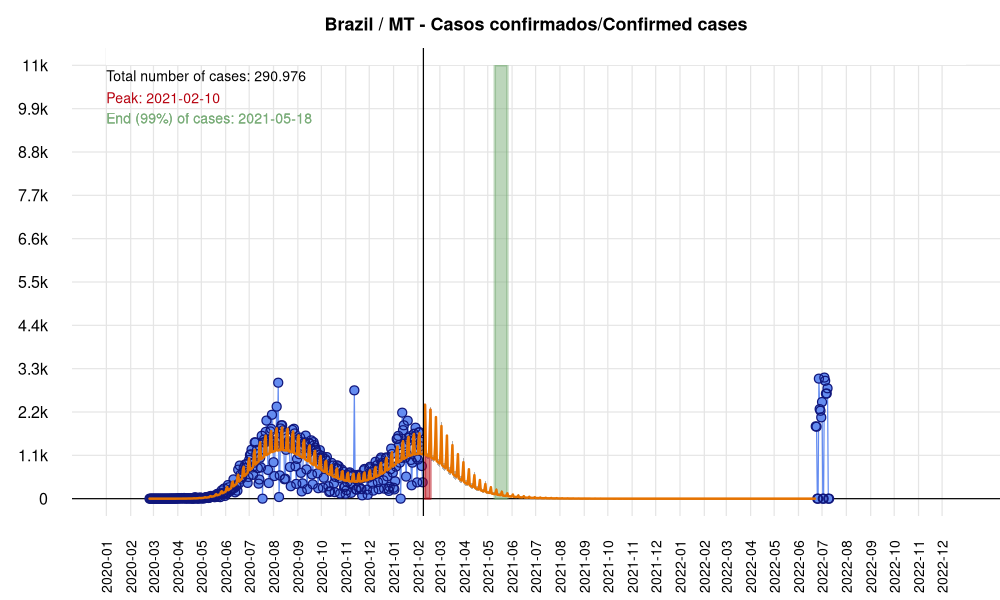 Brazil / MT - Casos confirmados/Confirmed cases
Total number of cases: 290.976
Peak: 2021-02-10
End (99%) of cases: 2021-05-18
11k
9.9k
8.8k
7.7k
6.6k
5.5k
4.4k
3.3k
2.2k
1.1k
0
2020-01
2020-02
2020-03
2020-04
2020-05
2020-06
2020-07
2020-08
2020-09
2020-10
2020-11
2020-12
2021-01
2021-02
2021-03
2021-04
2021-05
2021-06
2021-07
2021-08
2021-09
2021-10
2021-11
2021-12
2022-01
2022-02
2022-03
2022-04
2022-05
2022-06
2022-07
2022-08
2022-09
2022-10
2022-11
2022-12